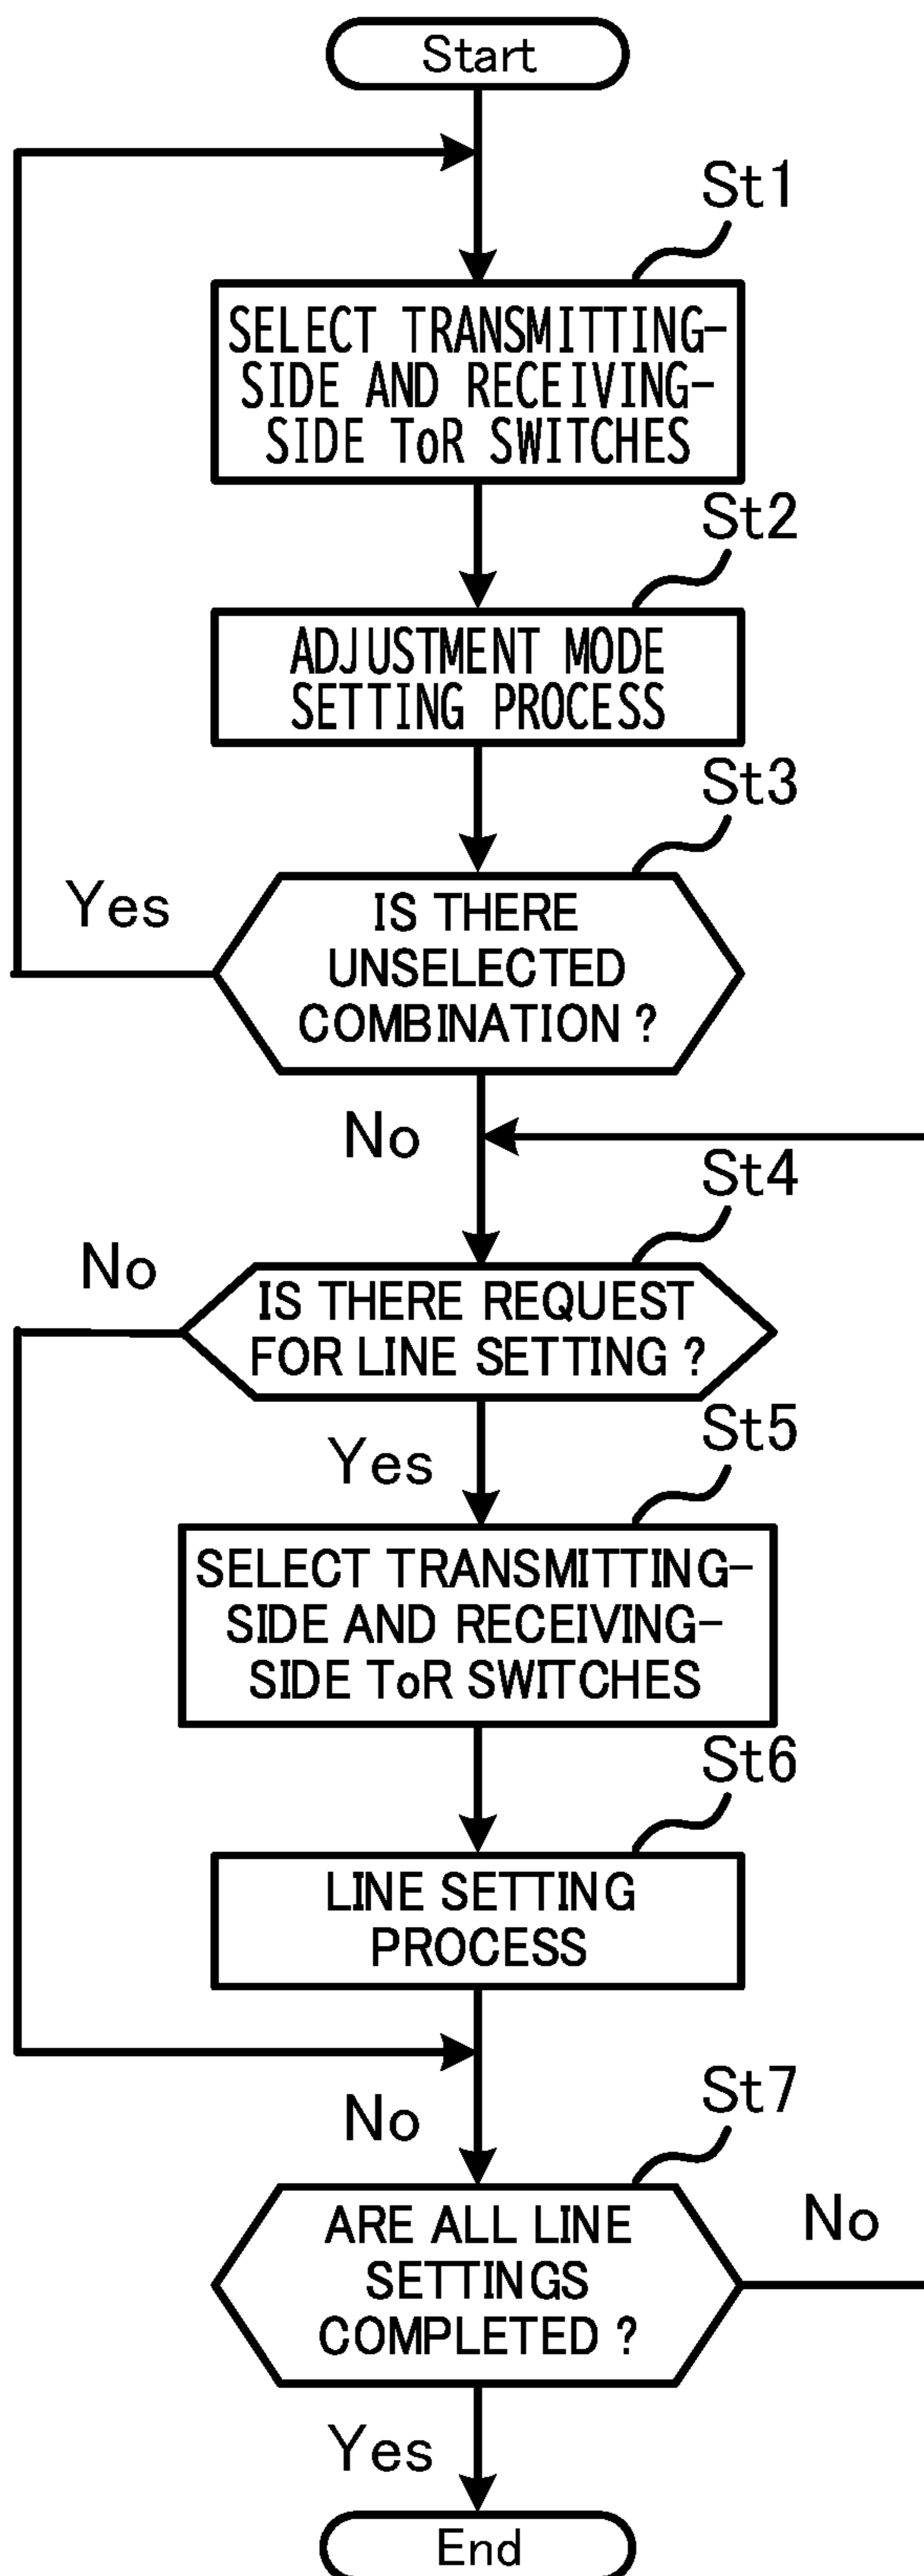 Start
St1
SELECT TRANSMITTING-
SIDE AND RECEIVING-
SIDE ToR SWITCHES
St2
ADJUSTMENT MODE
SETTING PROCESS
St3
Yes
IS THERE
UNSELECTED
COMBINATION ?
No
St4
No
IS THERE REQUEST
FOR LINE SETTING ?
St5
Yes
SELECT TRANSMITTING-
SIDE AND RECEIVING-
SIDE ToR SWITCHES
St6
LINE SETTING
PROCESS
St7
No
ARE ALL LINE
SETTINGS
COMPLETED ?
No
Yes
End